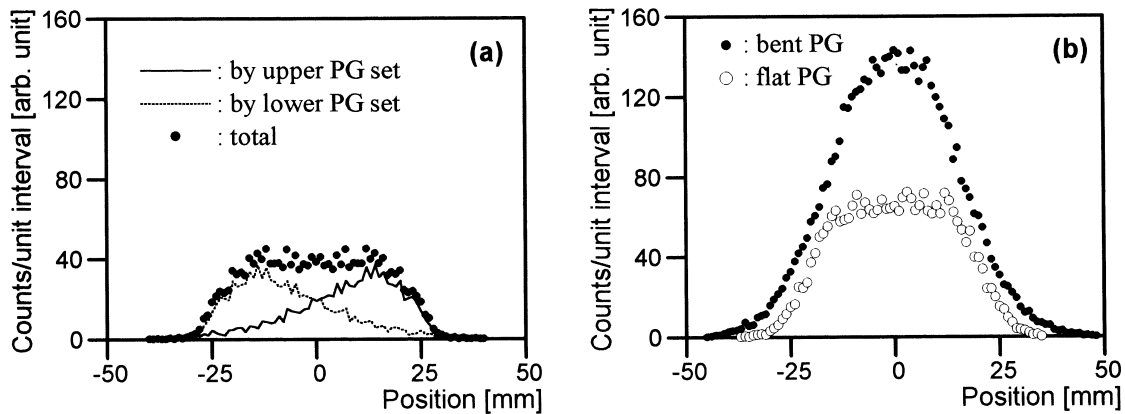 160
120
80
40
0
Counts/unit interval [arb. unit]
(a)
: by upper PG set
: by lower PG set
: total
-50
-25
0
25
50
Position [mm]
160
120
80
40
0
Counts/unit interval [arb. unit]
(b)
: bent PG
: flat PG
-50
-25
0
25
50
Position [mm]